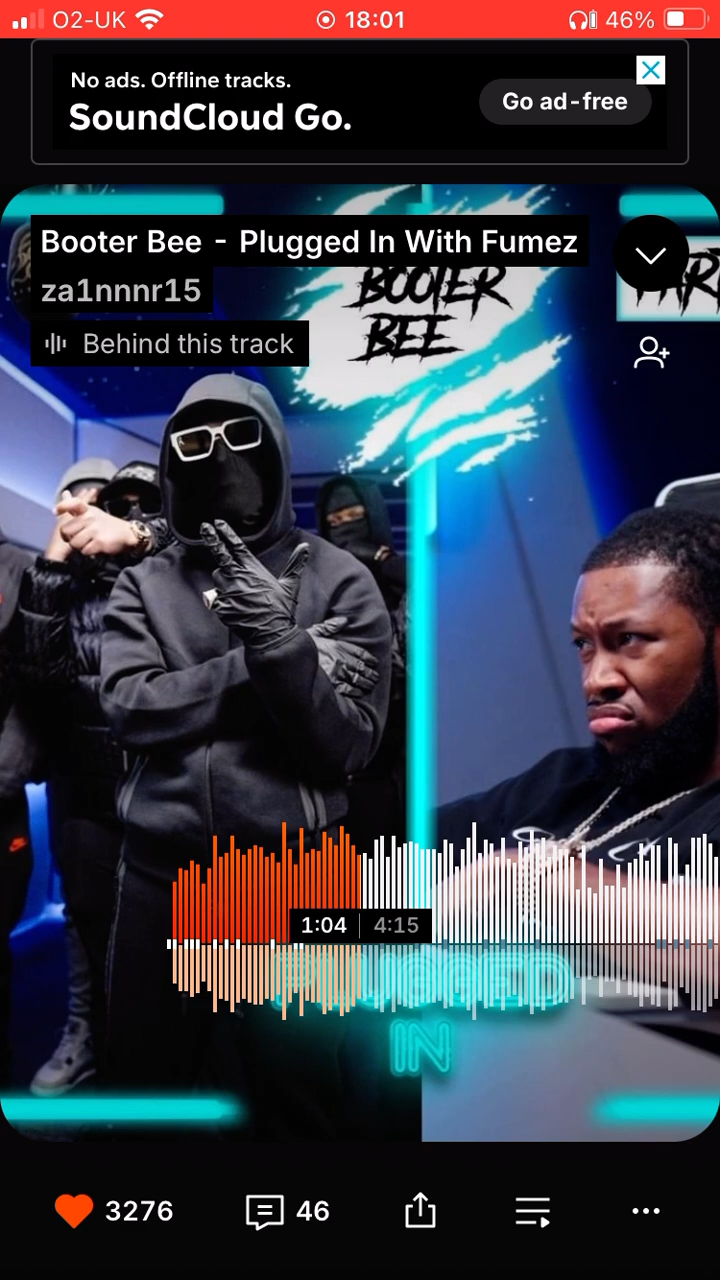 O2-UK 18:01 46%
No ads. Offline tracks.
SoundCloud Go.
Go ad-free
Booter Bee - Plugged In With Fumez
za1nnnr15
Behind this track
BOOTER
BEE
1:04 4:15
PLUGGED
IN
3276 46